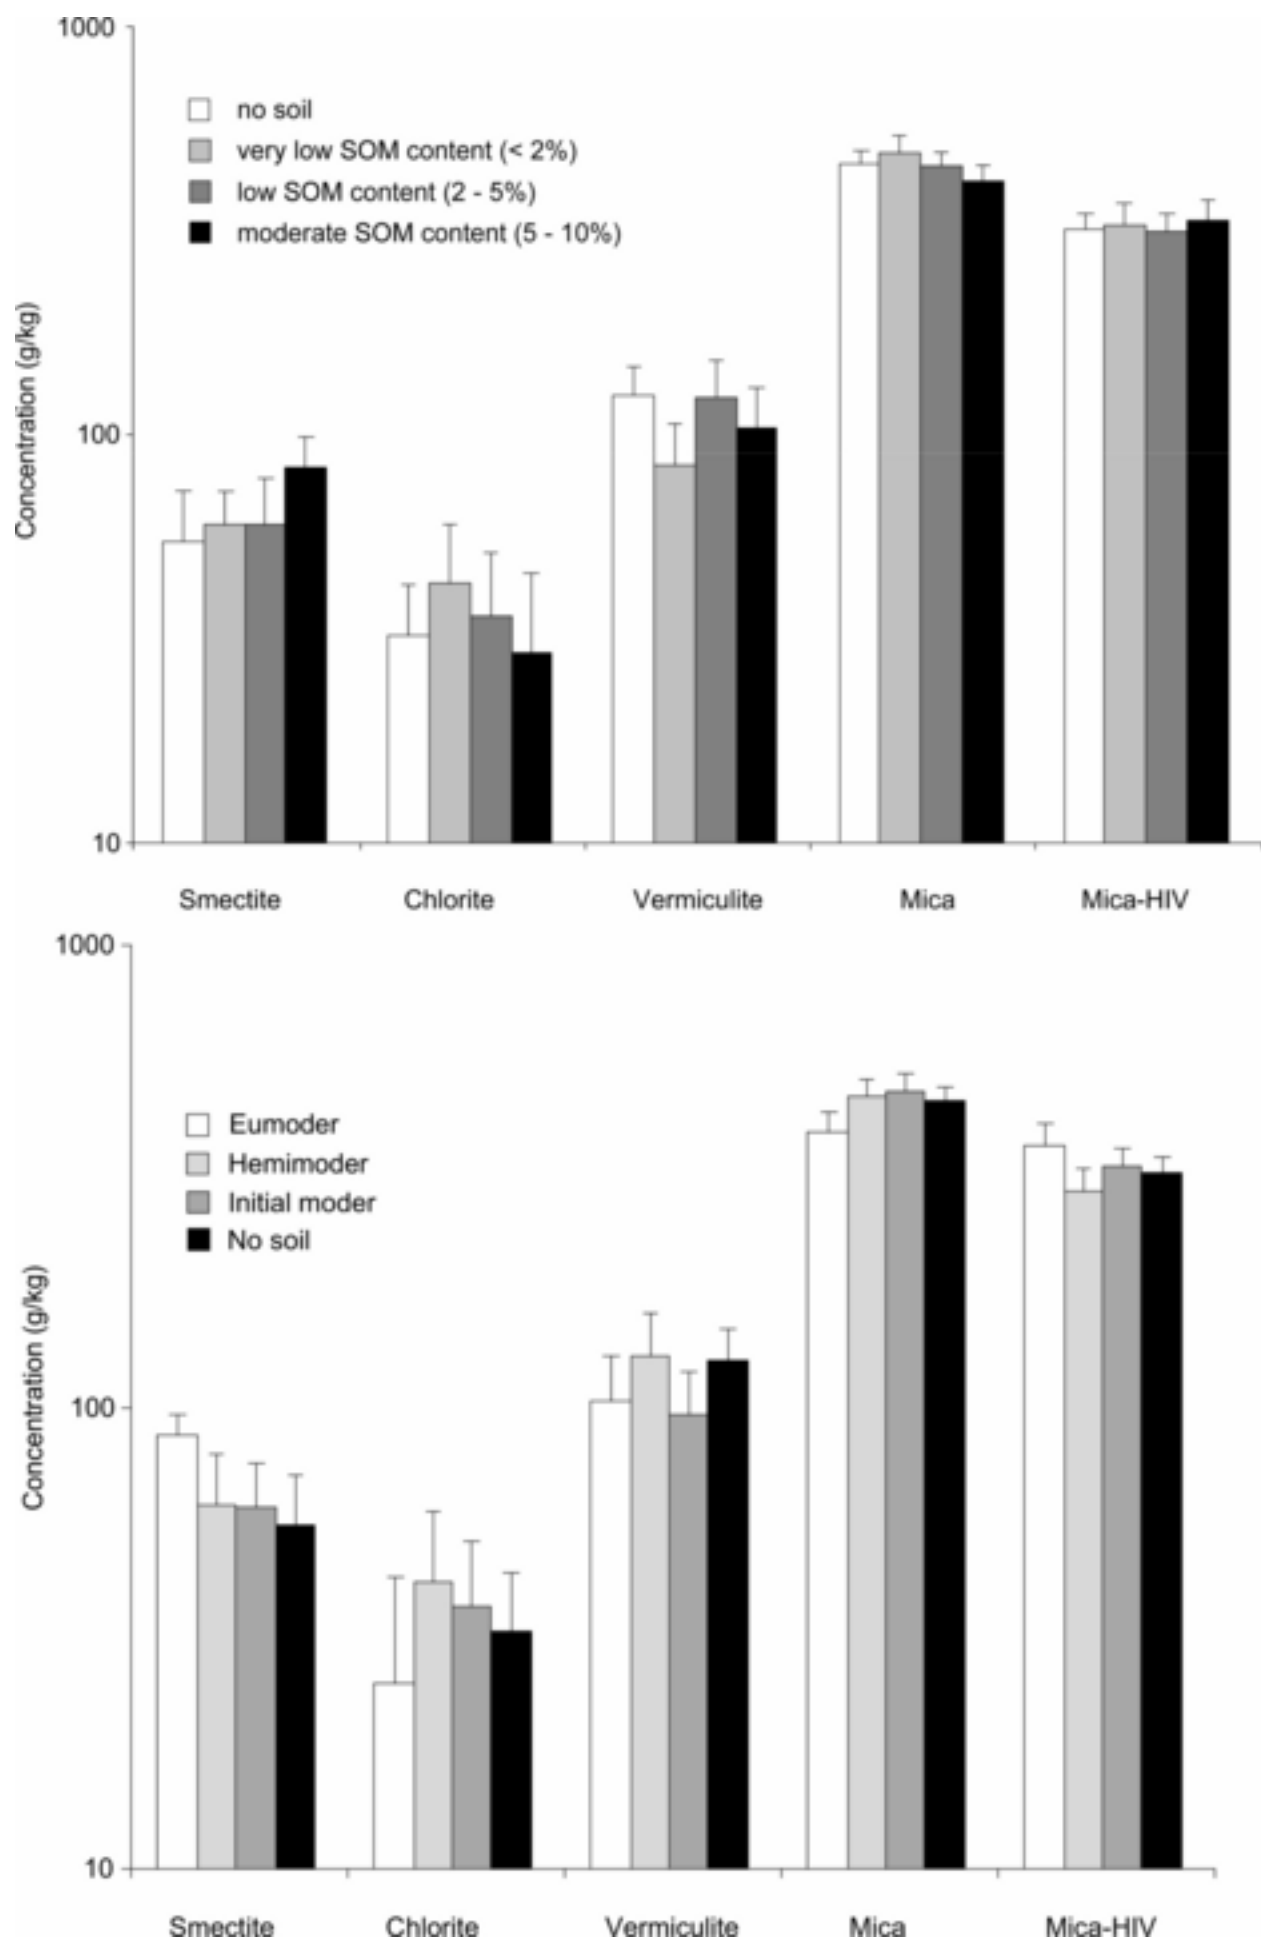 1000
no soil
very low SOM content (< 2%)
low SOM content (2 - 5%)
moderate SOM content (5 - 10%)
Concentration (g/kg)
100
10
Smectite Chlorite Vermiculite Mica Mica-HIV
1000
Eumoder
Hemimoder
Initial moder
No soil
Concentration (g/kg)
100
10
Smectite Chlorite Vermiculite Mica Mica-HIV